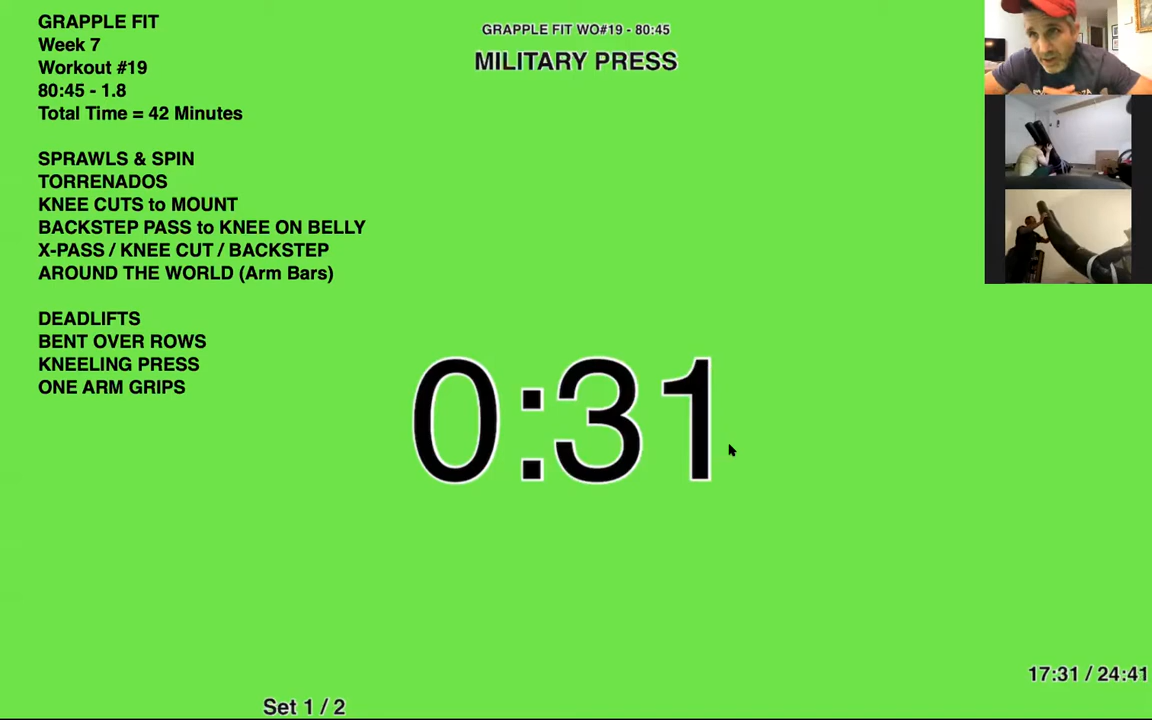 GRAPPLE FIT
Week 7
Workout #19
80:45 - 1.8
Total Time = 42 Minutes
SPRAWLS & SPIN
TORRENADOS
KNEE CUTS to MOUNT
BACKSTEP PASS to KNEE ON BELLY
X-PASS / KNEE CUT / BACKSTEP
AROUND THE WORLD (Arm Bars)
DEADLIFTS
BENT OVER ROWS
KNEELING PRESS
ONE ARM GRIPS
GRAPPLE FIT WO#19 - 80:45
MILITARY PRESS
0:31
17:31 / 24:41
Set 1 / 2